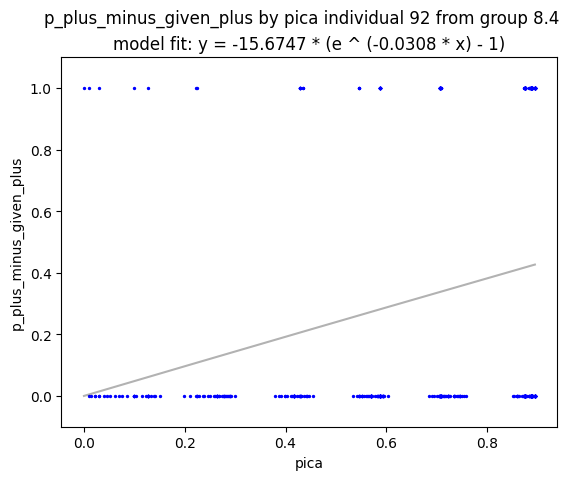 p_plus_minus_given_plus by pica individual 92 from group 8.4
model fit: y = -15.6747 * (e ^ (-0.0308 * x) - 1)
p_plus_minus_given_plus
1.0
0.8
0.6
0.4
0.2
0.0
0.0 0.2 0.4 0.6 0.8
pica